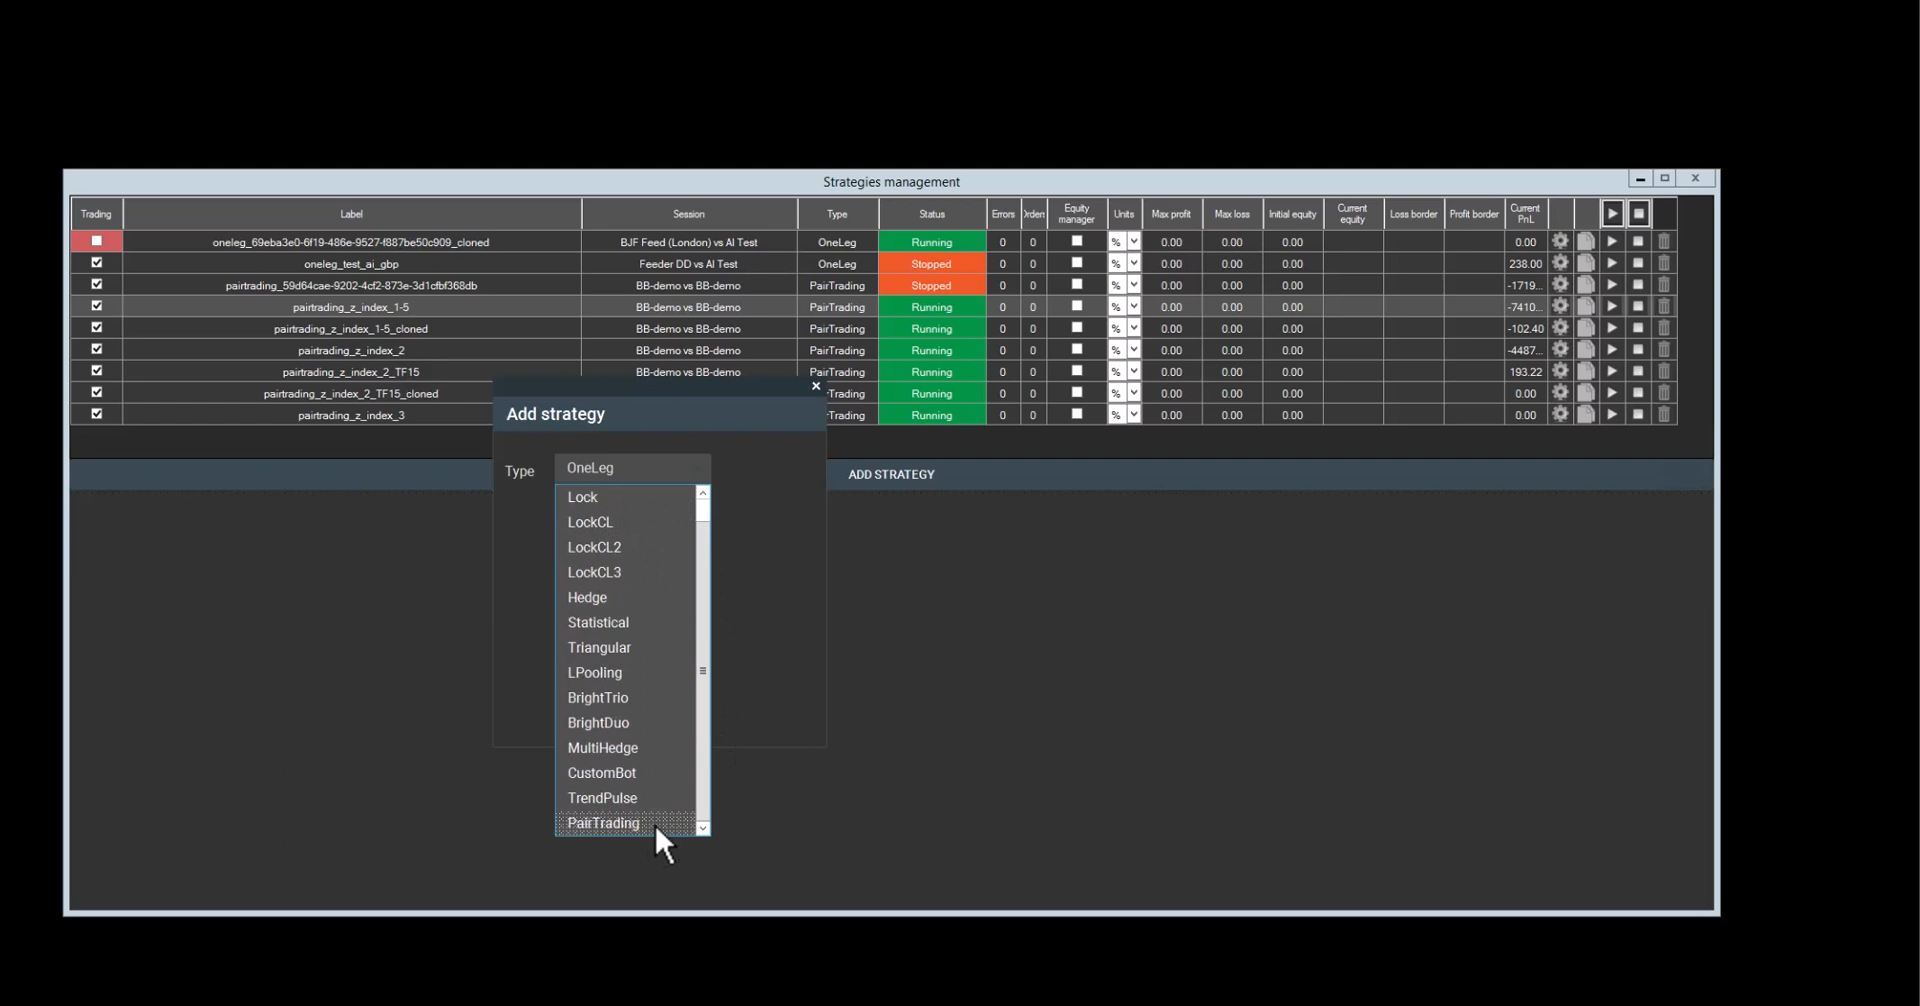 Strategies management
Trading Label Session Type Status Errors Orders Equity manager Units Max profit Max loss Initial equity Current equity Loss border Profit border Current PnL
oneleg_69eba3e0-6f19-486e-9527-f887be50c909_cloned BJF Feed (London) vs AI Test OneLeg Running 0 0 % 0.00 0.00 0.00 0.00
oneleg_test_ai_gbp Feeder DD vs AI Test OneLeg Stopped 0 0 % 0.00 0.00 0.00 238.00
pairtrading_59d64cae-9202-4cf2-873e-3d1cfbf368db BB-demo vs BB-demo PairTrading Stopped 0 0 % 0.00 0.00 0.00 -1719...
pairtrading_z_index_1-5 BB-demo vs BB-demo PairTrading Running 0 0 % 0.00 0.00 0.00 -7410...
pairtrading_z_index_1-5_cloned BB-demo vs BB-demo PairTrading Running 0 0 % 0.00 0.00 0.00 -102.40
pairtrading_z_index_2 BB-demo vs BB-demo PairTrading Running 0 0 % 0.00 0.00 0.00 -4487...
pairtrading_z_index_2_TF15 BB-demo vs BB-demo PairTrading Running 0 0 % 0.00 0.00 0.00 193.22
pairtrading_z_index_2_TF15_cloned Trading Running 0 0 % 0.00 0.00 0.00 0.00
pairtrading_z_index_3 Trading Running 0 0 % 0.00 0.00 0.00 0.00
Add strategy
Type OneLeg
ADD STRATEGY
Lock
LockCL
LockCL2
LockCL3
Hedge
Statistical
Triangular
LPooling
BrightTrio
BrightDuo
MultiHedge
CustomBot
TrendPulse
PairTrading